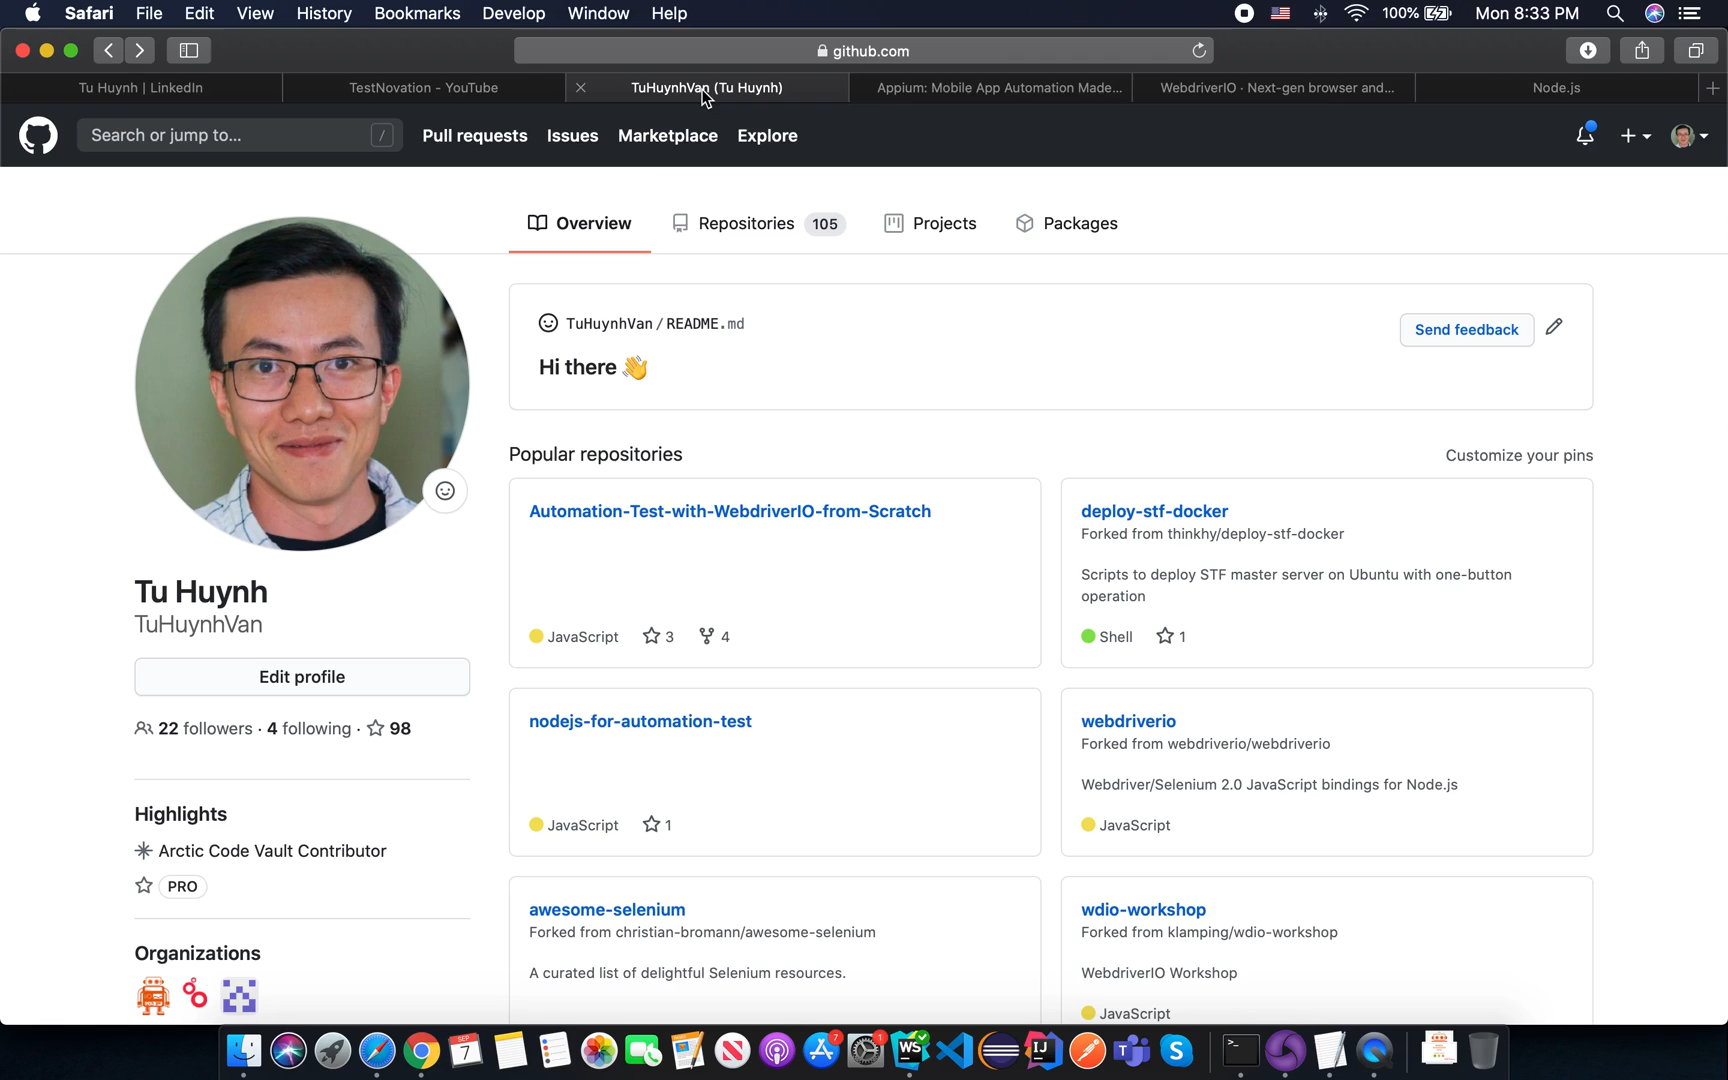 Safari File Edit View History Bookmarks Develop Window Help 100% Mon 8:33 PM
github.com
Tu Huynh | LinkedIn TestNovation - YouTube TuHuynhVan (Tu Huynh) Appium: Mobile App Automation Made... WebdriverIO · Next-gen browser and... Node.js
Search or jump to... / Pull requests Issues Marketplace Explore
Overview Repositories 105 Projects Packages
TuHuynhVan / README.md
Send feedback
Hi there 👋
Popular repositories
Customize your pins
Automation-Test-with-WebdriverIO-from-Scratch
JavaScript 3 4
deploy-stf-docker
Forked from thinkhy/deploy-stf-docker
Scripts to deploy STF master server on Ubuntu with one-button
operation
Shell 1
Tu Huynh
TuHuynhVan
Edit profile
22 followers · 4 following · 98
nodejs-for-automation-test
JavaScript 1
webdriverio
Forked from webdriverio/webdriverio
Webdriver/Selenium 2.0 JavaScript bindings for Node.js
JavaScript
Highlights
Arctic Code Vault Contributor
PRO
awesome-selenium
Forked from christian-bromann/awesome-selenium
A curated list of delightful Selenium resources.
wdio-workshop
Forked from klamping/wdio-workshop
WebdriverIO Workshop
JavaScript
Organizations
SEP
7
7
1
WS
IJ